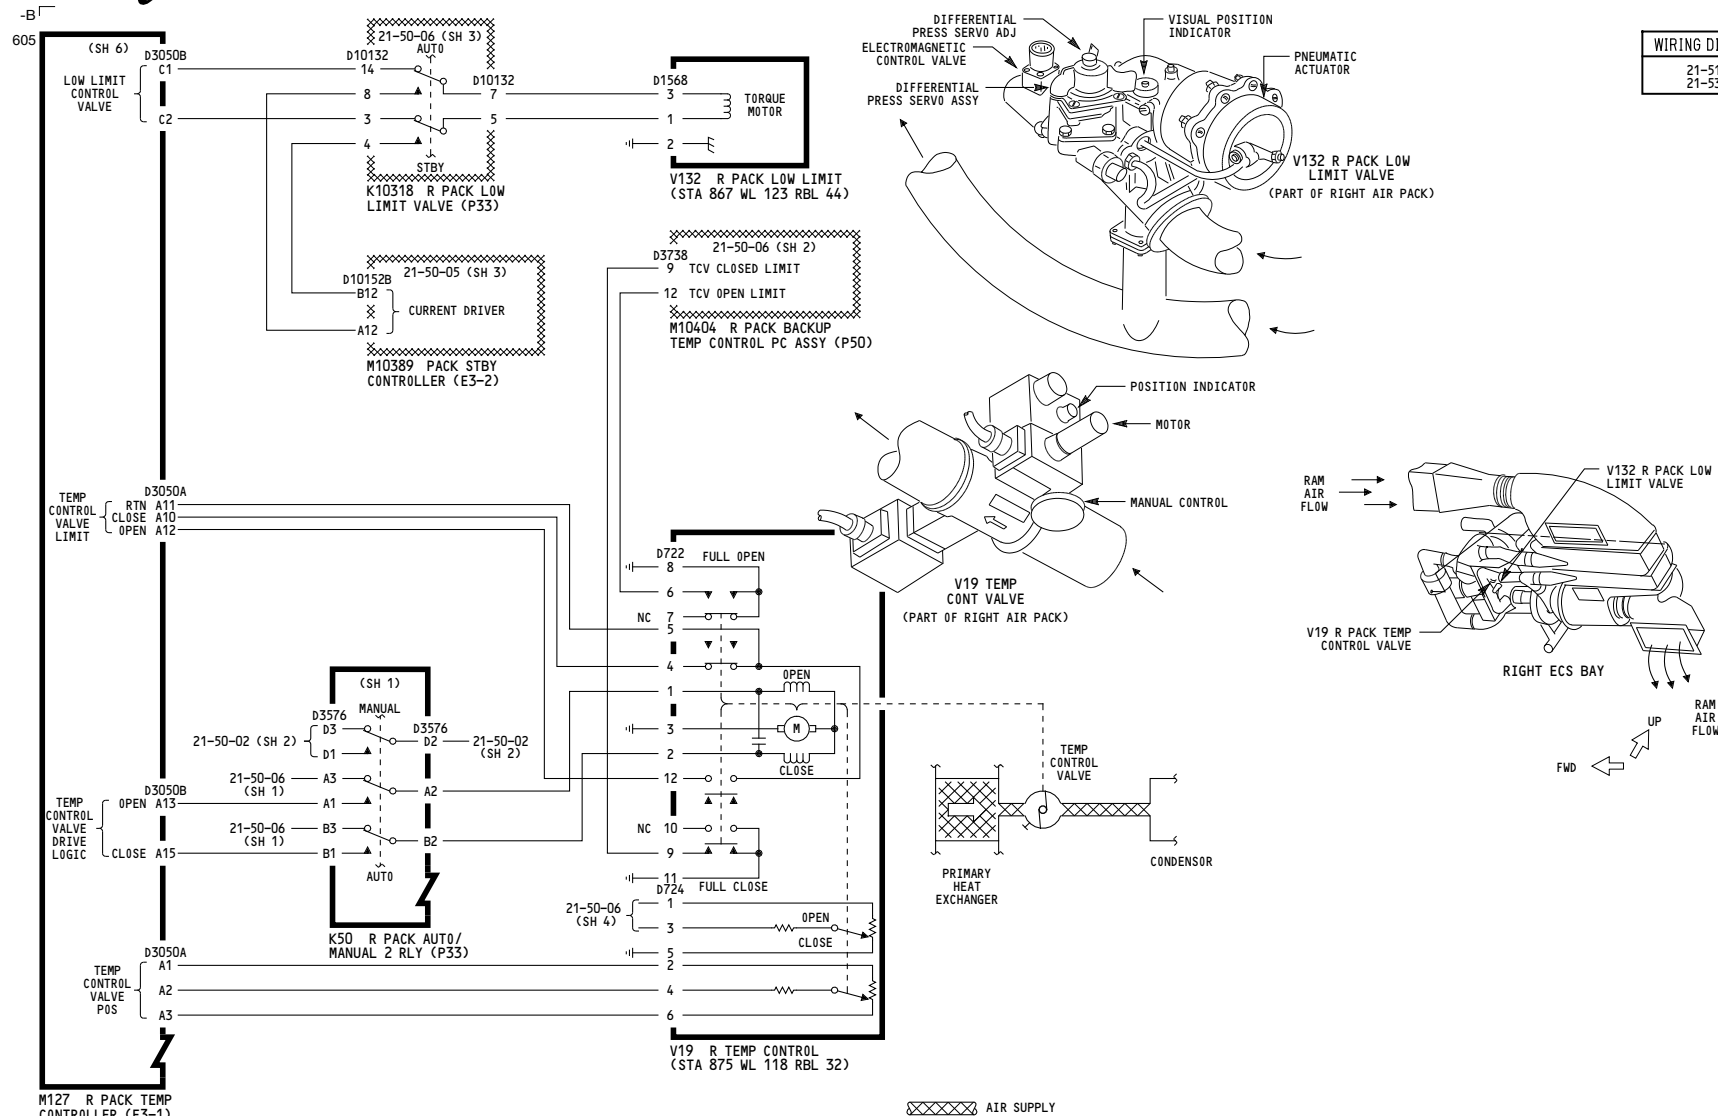 -B
605
(SH 6)
D3050B
C1
LOW LIMIT
CONTROL
VALVE
C2
21-50-06 (SH 3)
AUTO
D10132
14
8
3
4
D10132
7
5
STBY
K10318 R PACK LOW
LIMIT VALVE (P33)
D1568
3
1
2
TORQUE
MOTOR
V132 R PACK LOW LIMIT
(STA 867 WL 123 RBL 44)
21-50-05 (SH 3)
D10152B
B12
A12
CURRENT DRIVER
M10389 PACK STBY
CONTROLLER (E3-2)
21-50-06 (SH 2)
D3738
9 TCV CLOSED LIMIT
12 TCV OPEN LIMIT
M10404 R PACK BACKUP
TEMP CONTROL PC ASSY (P50)
DIFFERENTIAL
PRESS SERVO ADJ
ELECTROMAGNETIC
CONTROL VALVE
DIFFERENTIAL
PRESS SERVO ASSY
VISUAL POSITION
INDICATOR
PNEUMATIC
ACTUATOR
V132 R PACK LOW
LIMIT VALVE
(PART OF RIGHT AIR PACK)
WIRING DI
21-51
21-53
POSITION INDICATOR
MOTOR
MANUAL CONTROL
V19 TEMP
CONT VALVE
(PART OF RIGHT AIR PACK)
RAM
AIR
FLOW
V132 R PACK LOW
LIMIT VALVE
V19 R PACK TEMP
CONTROL VALVE
RIGHT ECS BAY
RAM
AIR
FLOW
UP
FWD
D3050A
TEMP
CONTROL
VALVE
LIMIT
RTN A11
CLOSE A10
OPEN A12
(SH 1)
MANUAL
D3576
D3
21-50-02 (SH 2)
D1
D3576
D2
21-50-02
(SH 2)
21-50-06
(SH 1)
A3
A1
A2
21-50-06
(SH 1)
B3
B1
B2
AUTO
K50 R PACK AUTO/
MANUAL 2 RLY (P33)
D3050B
TEMP
CONTROL
VALVE
DRIVE
LOGIC
OPEN A13
CLOSE A15
D3050A
TEMP
CONTROL
VALVE
POS
A1
A2
A3
M127 R PACK TEMP
CONTROLLER (E3-1)
D722
FULL OPEN
8
6
NC 7
5
4
1
OPEN
3
M
2
CLOSE
12
NC 10
9
11
FULL CLOSE
D724
21-50-06
(SH 4)
1
3
OPEN
CLOSE
5
2
4
6
V19 R TEMP CONTROL
(STA 875 WL 118 RBL 32)
TEMP
CONTROL
VALVE
PRIMARY
HEAT
EXCHANGER
CONDENSOR
AIR SUPPLY